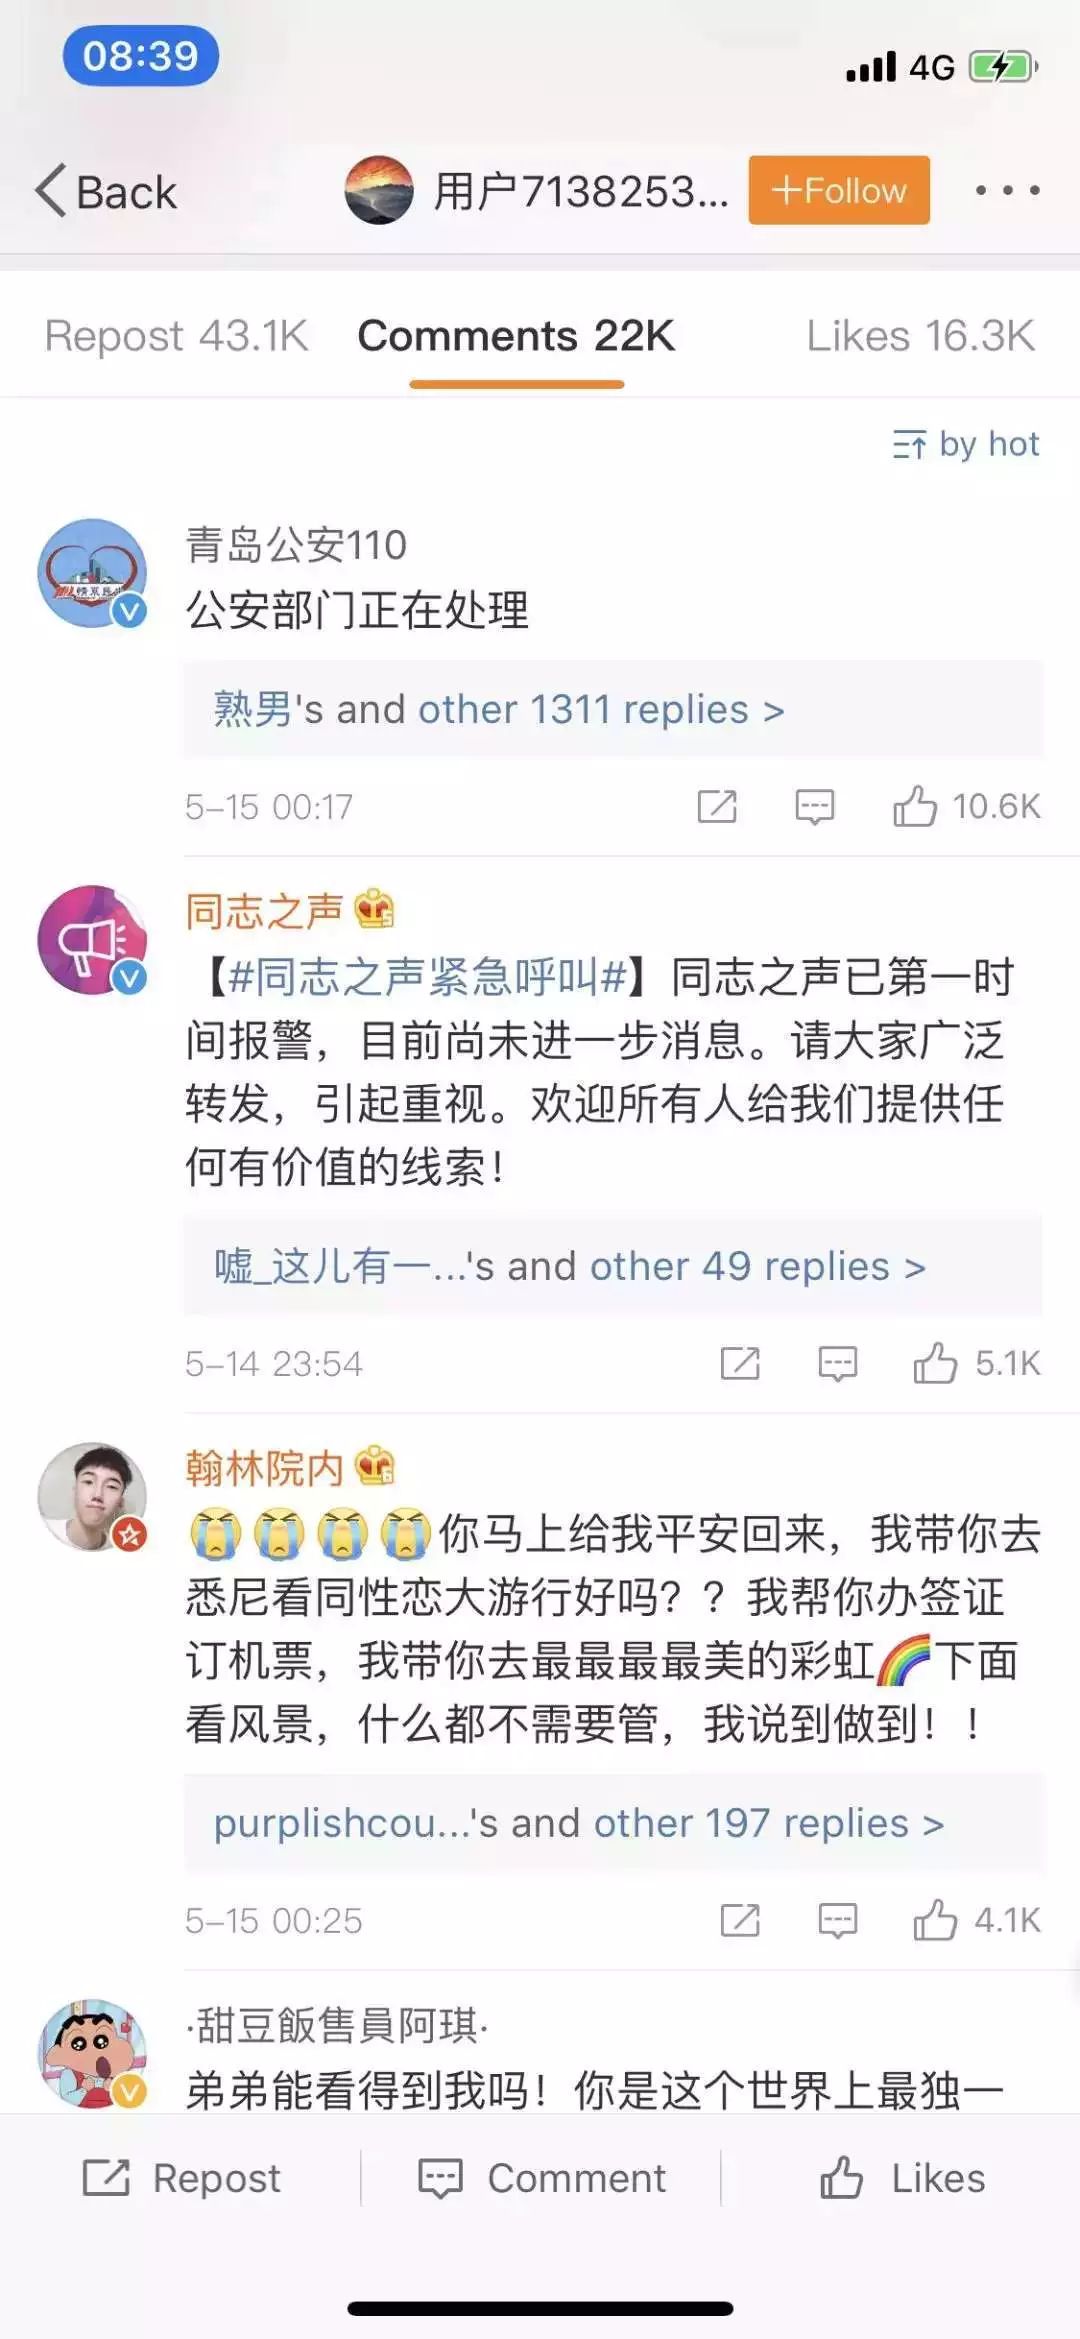 08:39
4G
Back
用户7138253...
+Follow
Repost 43.1K
Comments 22K
Likes 16.3K
by hot
青岛公安110
公安部门正在处理
熟男's and other 1311 replies >
5-15 00:17
10.6K
同志之声
【#同志之声紧急呼叫#】同志之声已第一时
间报警，目前尚未进一步消息。请大家广泛
转发，引起重视。欢迎所有人给我们提供任
何有价值的线索！
嘘_这儿有一...'s and other 49 replies >
5-14 23:54
5.1K
翰林院内
😭😭😭😭你马上给我平安回来，我带你去
悉尼看同性恋大游行好吗？？我帮你办签证
订机票，我带你去最最最最美的彩虹🌈下面
看风景，什么都不需要管，我说到做到！！
purplishcou...'s and other 197 replies >
5-15 00:25
4.1K
·甜豆飯售員阿琪·
弟弟能看得到我吗！你是这个世界上最独一
Repost
Comment
Likes